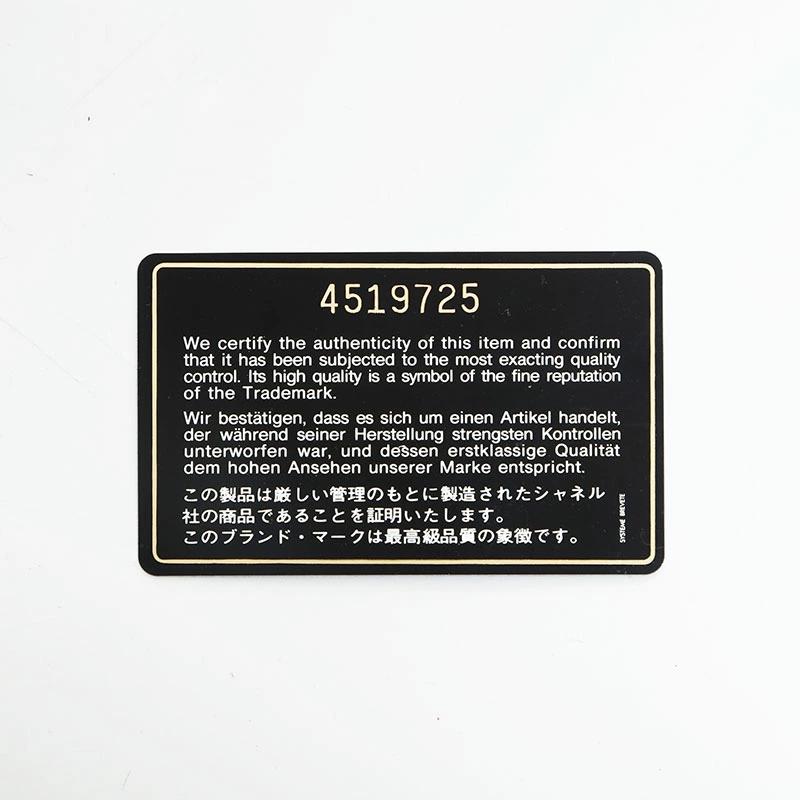 4519725
We certify the authenticity of this item and confirm
that it has been subjected to the most exacting quality
control. Its high quality is a symbol of the fine reputation
of the Trademark.
Wir bestätigen, dass es sich um einen Artikel handelt,
der während seiner Herstellung strengsten Kontrollen
unterworfen war, und dessen erstklassige Qualität
dem hohen Ansehen unserer Marke entspricht.
この製品は厳しい管理のもとに製造されたシャネル
社の商品であることを証明いたします。
このブランド・マークは最高級品質の象徴です。
SYSTEME BREVETE